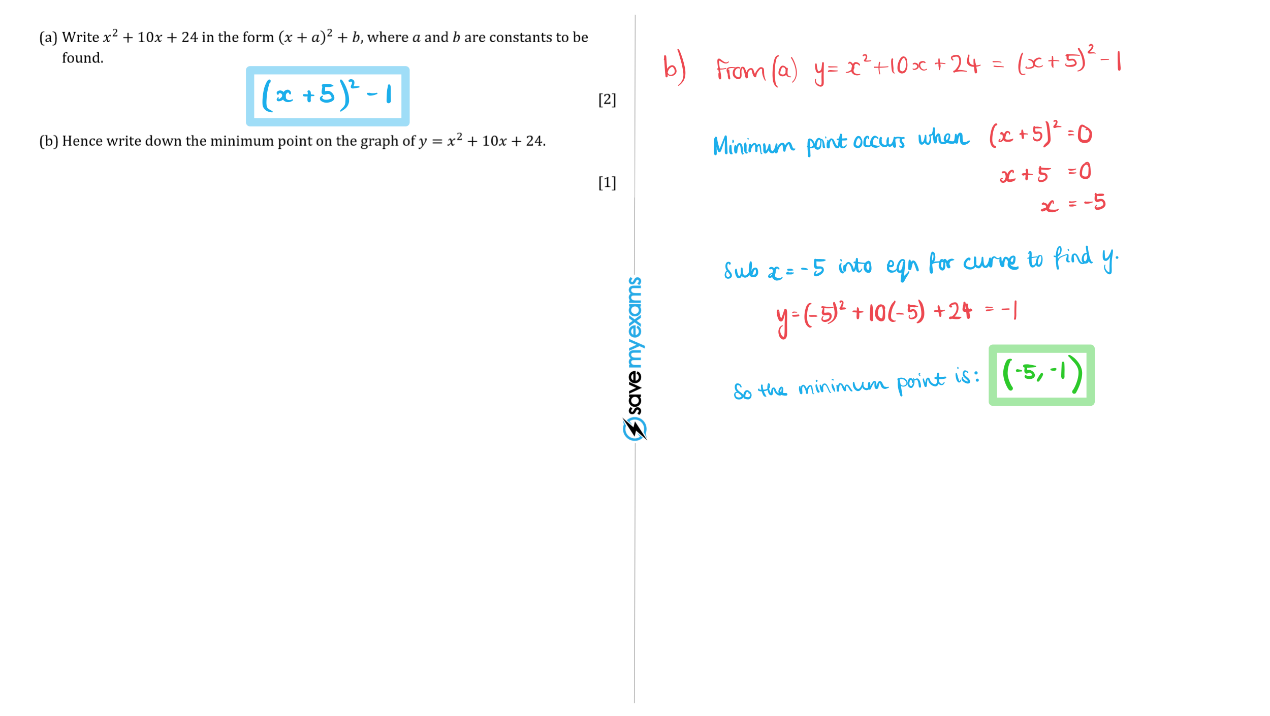 (a) Write x² + 10x + 24 in the form (x + a)² + b, where a and b are constants to be
found.
(x + 5)² - 1
[2]
(b) Hence write down the minimum point on the graph of y = x² + 10x + 24.
[1]
savemyexams
b) From (a) y = x² + 10x + 24 = (x + 5)² - 1
Minimum point occurs when (x + 5)² = 0
x + 5 = 0
x = -5
Sub x = -5 into eqn for curve to find y.
y = (-5)² + 10(-5) + 24 = -1
So the minimum point is: (-5, -1)